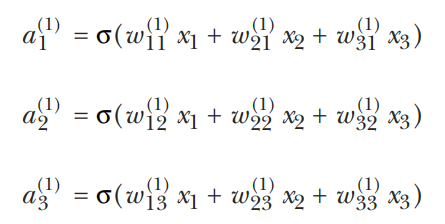 a₁⁽¹⁾ = σ(w₁₁⁽¹⁾ x₁ + w₂₁⁽¹⁾ x₂ + w₃₁⁽¹⁾ x₃)
a₂⁽¹⁾ = σ(w₁₂⁽¹⁾ x₁ + w₂₂⁽¹⁾ x₂ + w₃₂⁽¹⁾ x₃)
a₃⁽¹⁾ = σ(w₁₃⁽¹⁾ x₁ + w₂₃⁽¹⁾ x₂ + w₃₃⁽¹⁾ x₃)